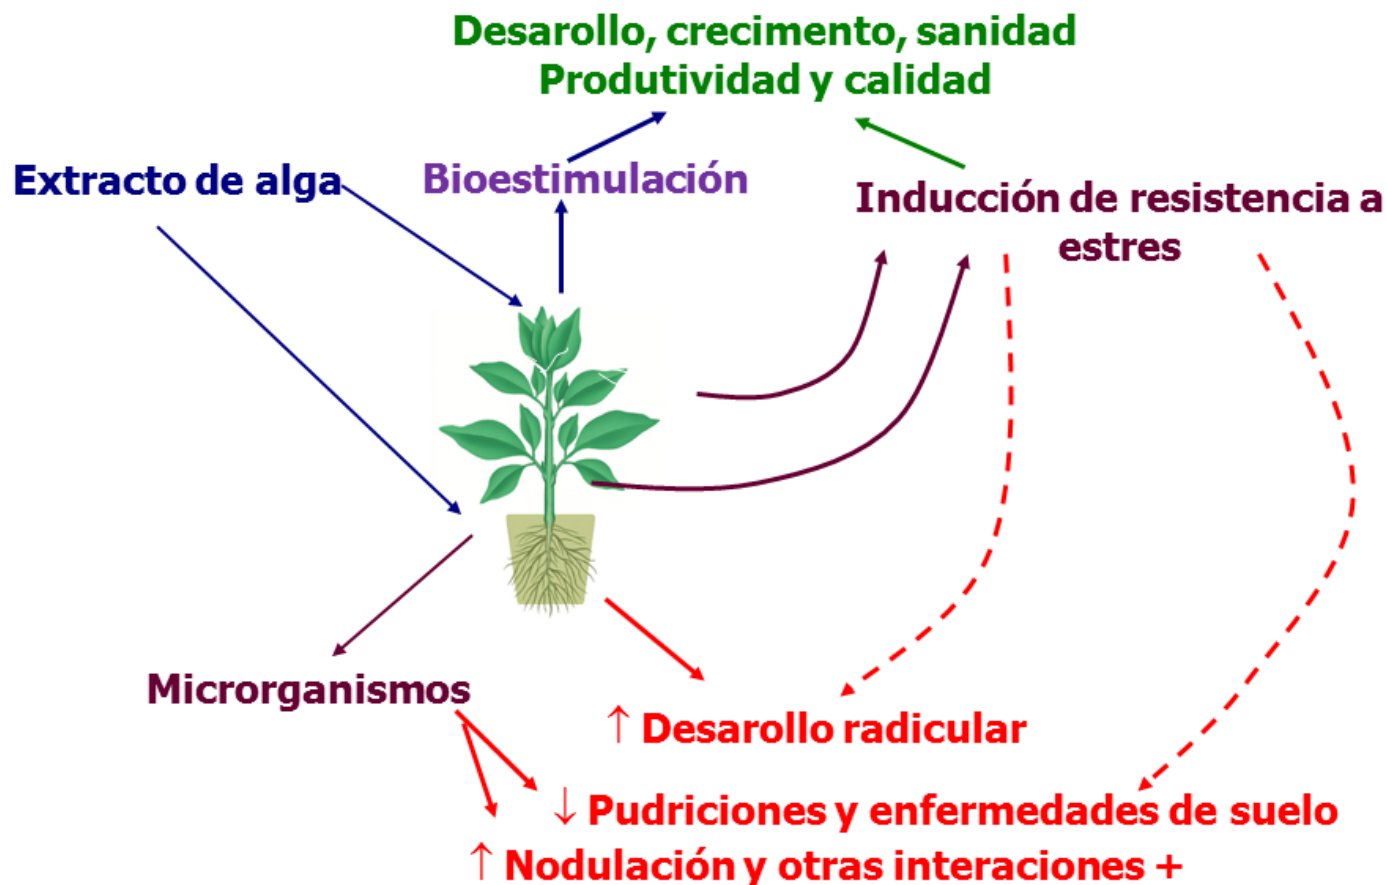 Desarollo, crecimento, sanidad
Produtividad y calidad
Extracto de alga
Bioestimulación
Inducción de resistencia a
estres
Microrganismos
↑ Desarollo radicular
↓ Pudriciones y enfermedades de suelo
↑ Nodulación y otras interaciones +